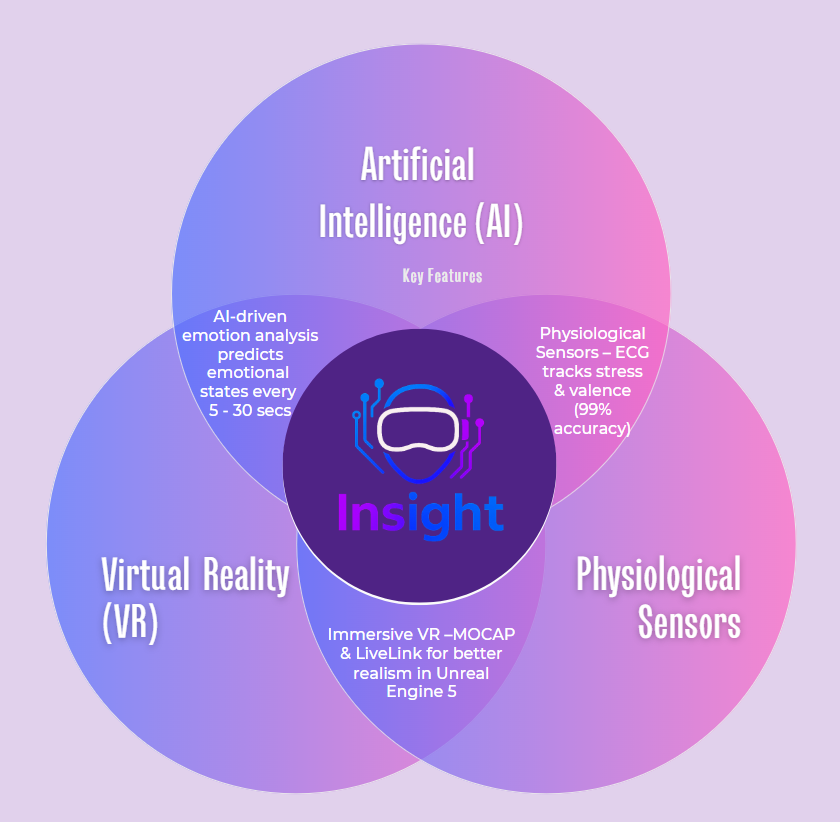 Artificial
Intelligence (AI)
Key Features
AI-driven
emotion analysis
predicts
emotional
states every
5 - 30 secs
Physiological
Sensors – ECG
tracks stress
& valence
(99%
accuracy)
Insight
Virtual Reality
(VR)
Physiological
Sensors
Immersive VR –MOCAP
& LiveLink for better
realism in Unreal
Engine 5